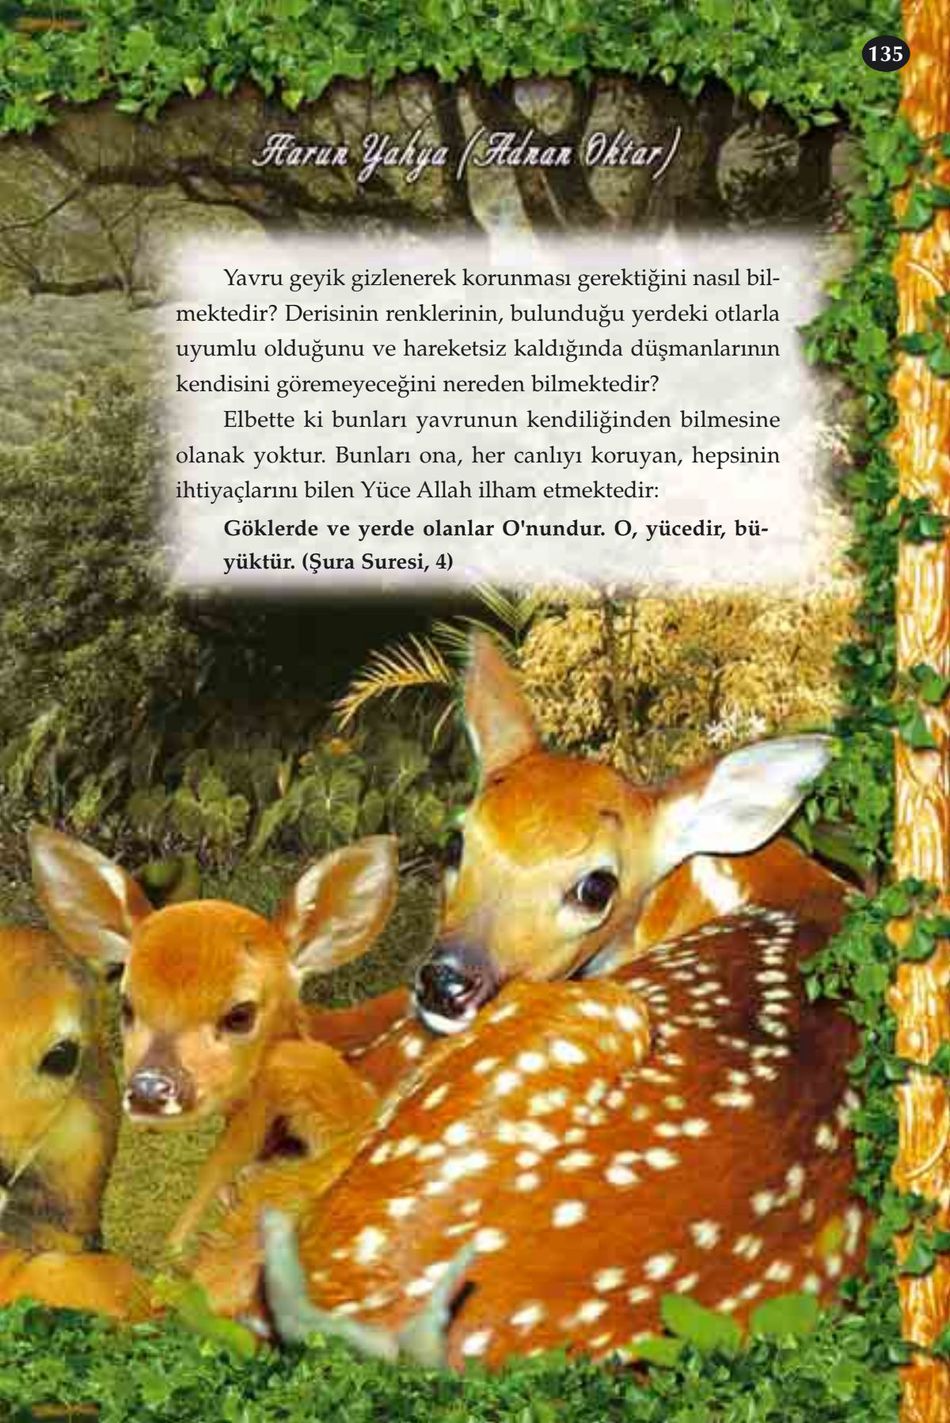 135
Harun Yahya (Adnan Oktar)
Yavru geyik gizlenerek korunması gerektiğini nasıl bil-
mektedir? Derisinin renklerinin, bulunduğu yerdeki otlarla
uyumlu olduğunu ve hareketsiz kaldığında düşmanlarının
kendisini göremeyeceğini nereden bilmektedir?
Elbette ki bunları yavrunun kendiliğinden bilmesine
olanak yoktur. Bunları ona, her canlıyı koruyan, hepsinin
ihtiyaçlarını bilen Yüce Allah ilham etmektedir:
Göklerde ve yerde olanlar O'nundur. O, yücedir, bü-
yüktür. (Şura Suresi, 4)